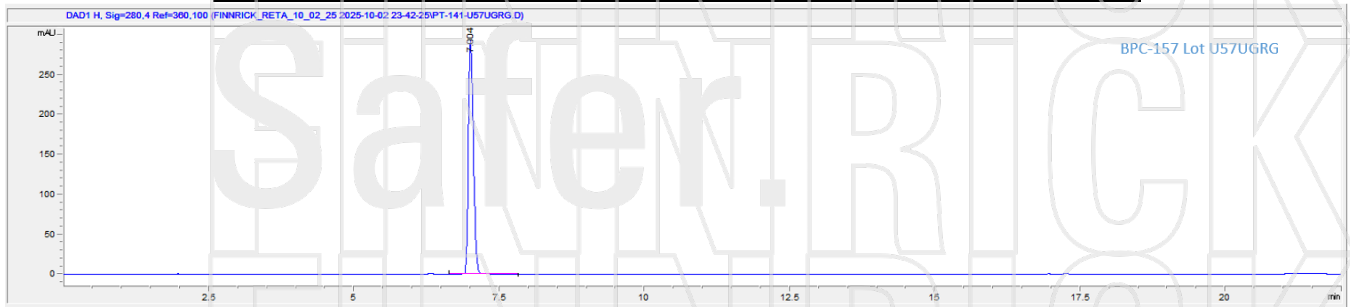 DAD1 H, Sig=280,4 Ref=360,100 (FINNRICK_RETA_10_02_25 2025-10-02 23-42-25\PT-141-U57UGRG.D)
mAU
7.004
BPC-157 Lot U57UGRG
250
200
150
100
50
0
2.5
5
7.5
10
12.5
15
17.5
20
min
Safer.
FINNRICK